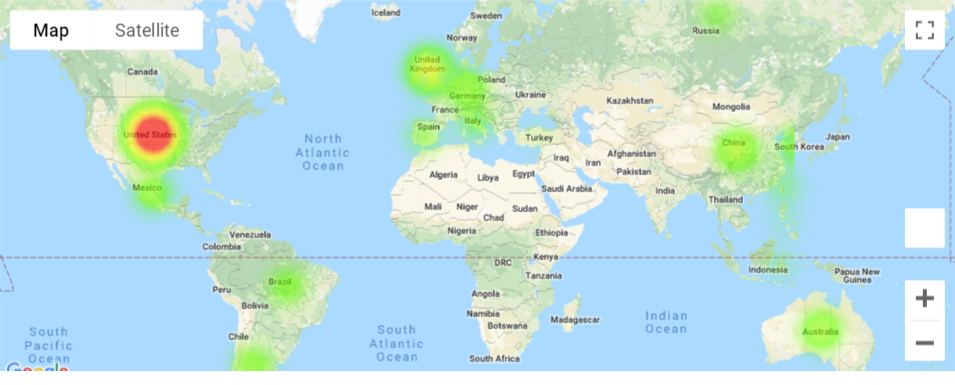 Map
Satellite
Iceland
Sweden
Norway
Russia
Canada
United
Kingdom
Poland
Germany
Ukraine
France
Kazakhstan
Mongolia
Spain
Italy
Turkey
United States
North
Atlantic
Ocean
China
South Korea
Japan
Iraq
Iran
Afghanistan
Pakistan
Algeria
Libya
Egypt
Saudi Arabia
India
Mexico
Thailand
Mali
Niger
Chad
Sudan
Nigeria
Ethiopia
Venezuela
Colombia
DRC
Kenya
Tanzania
Indonesia
Papua New
Guinea
Brazil
Peru
Bolivia
Angola
Namibia
Botswana
Madagascar
Indian
Ocean
Australia
South
Pacific
Ocean
Chile
South
Atlantic
Ocean
South Africa
Google